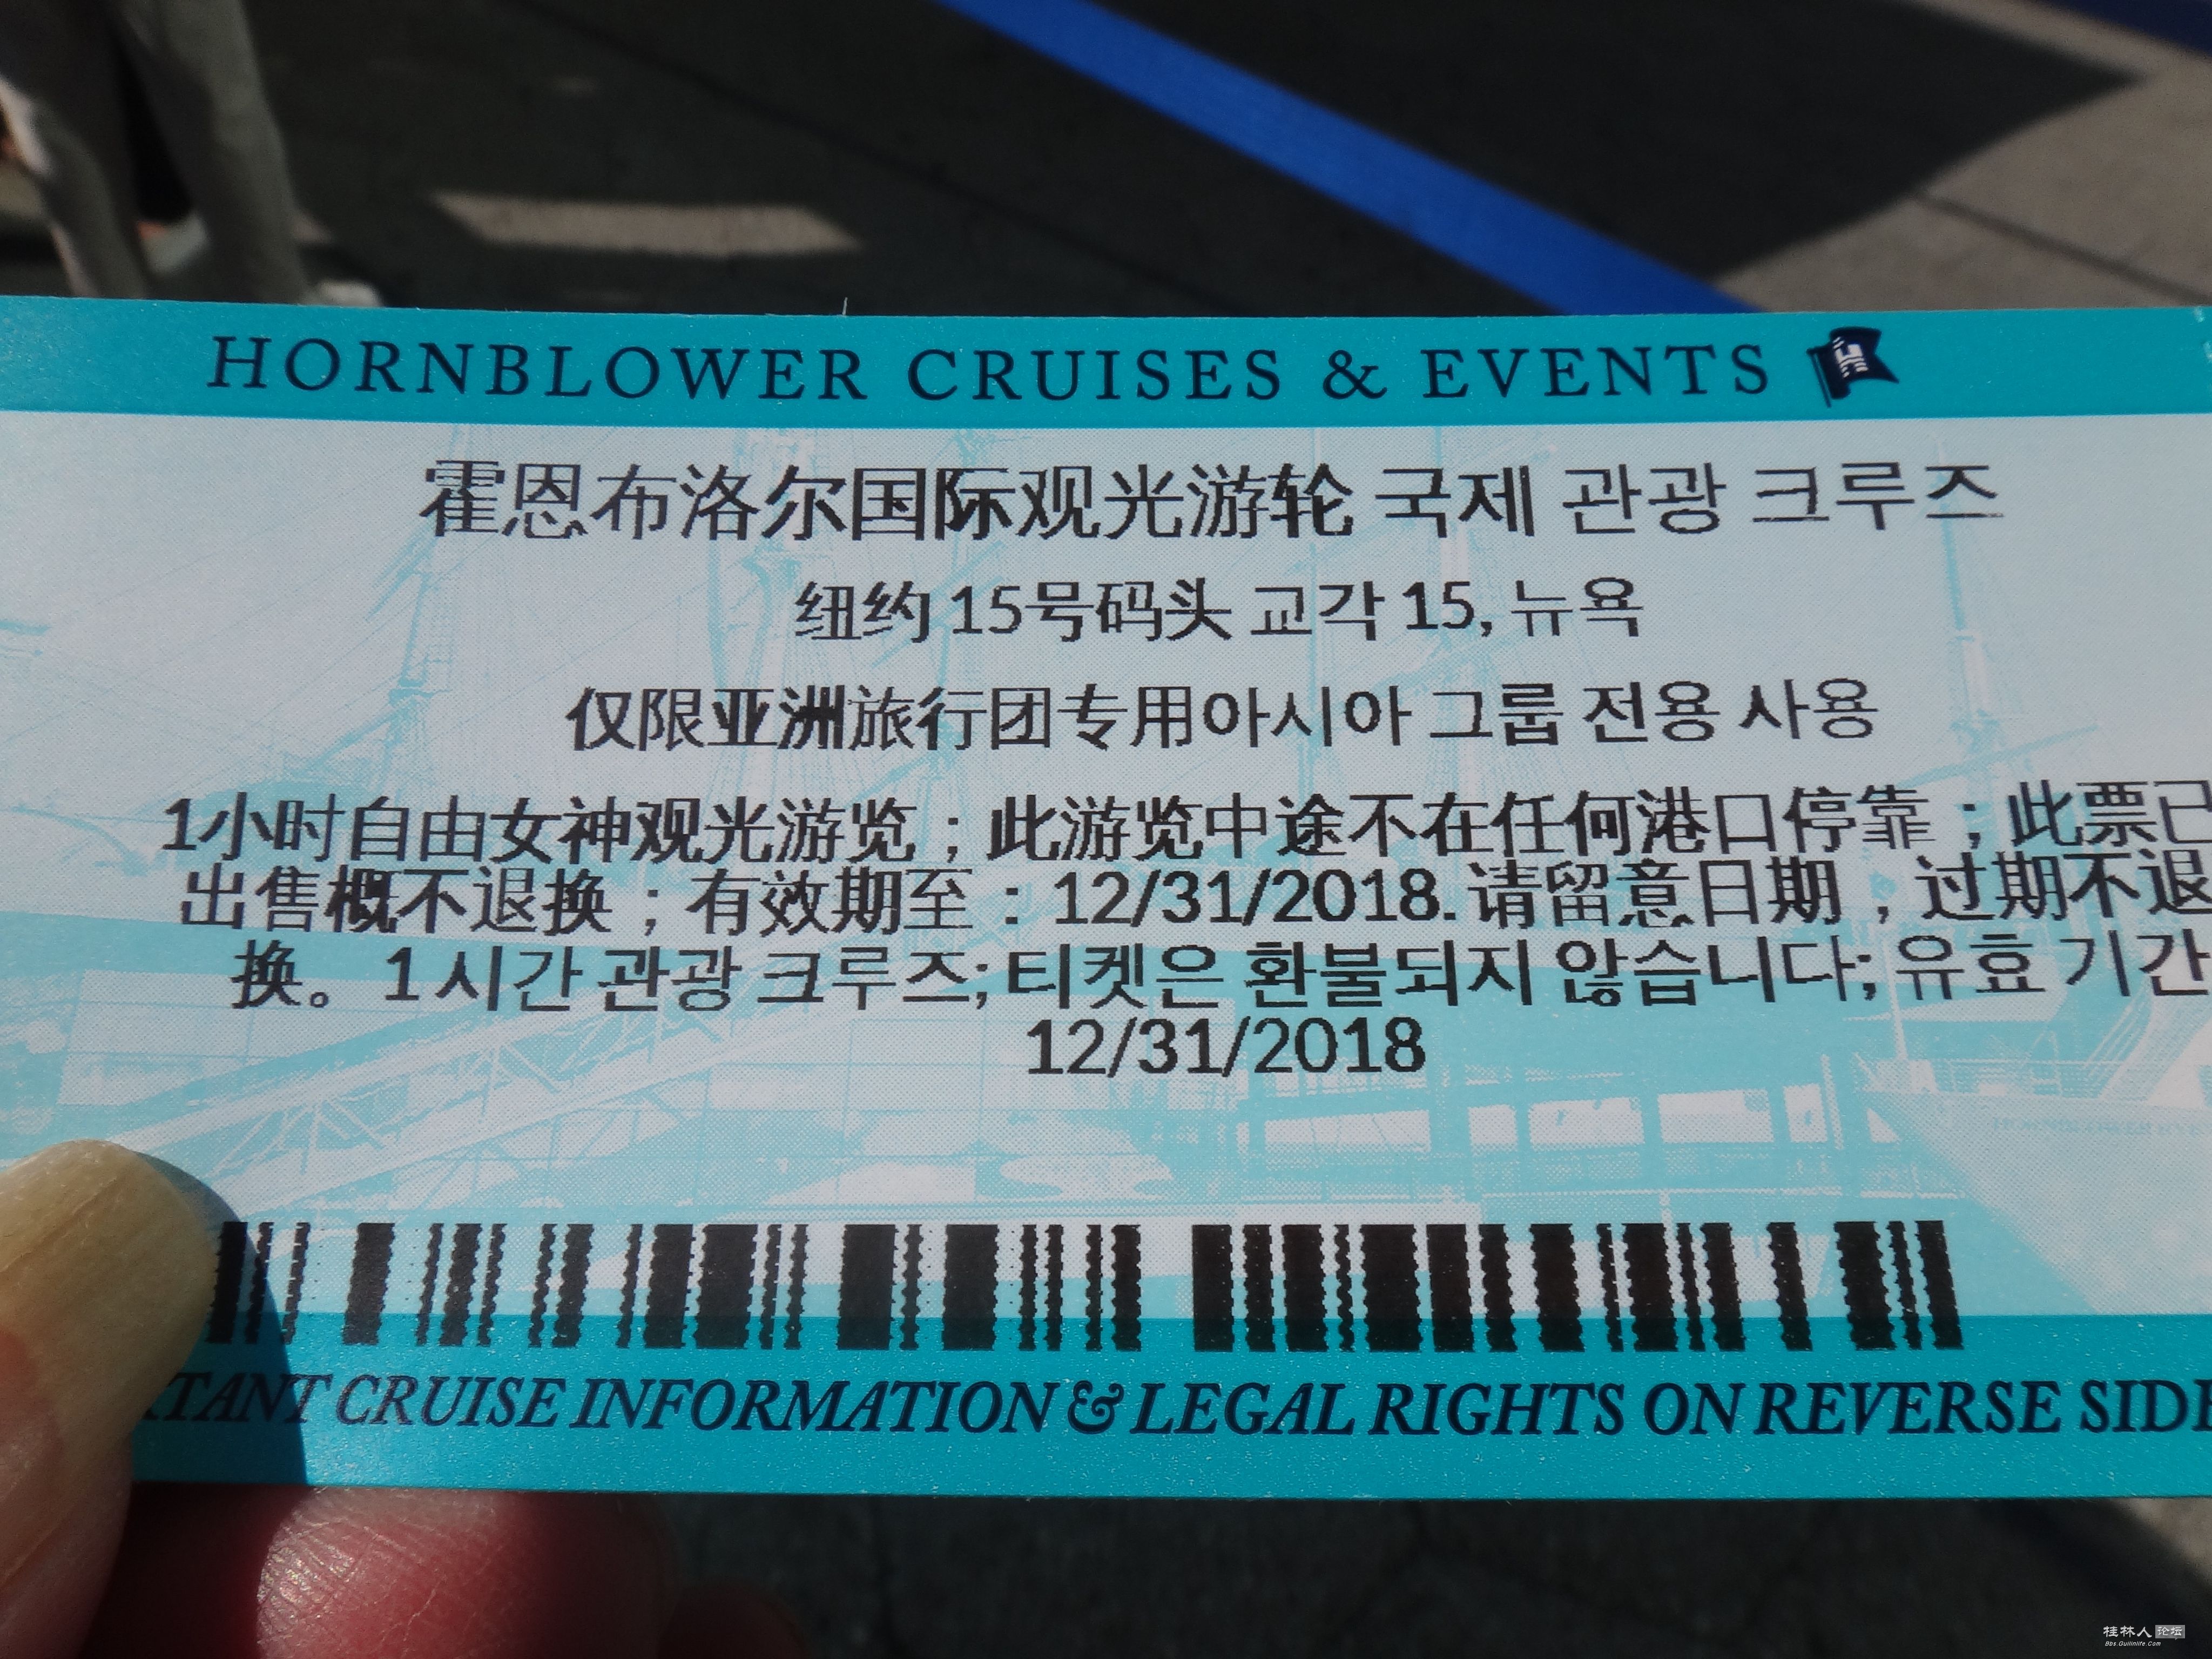 HORNBLOWER CRUISES & EVENTS H
霍恩布洛尔国际观光游轮 국제 관광 크루즈
纽约 15号码头 교각 15, 뉴욕
仅限亚洲旅行团专用아시아 그룹 전용 사용
1小时自由女神观光游览；此游览中途不在任何港口停靠；此票已
出售概不退换；有效期至：12/31/2018.请留意日期，过期不退
换。1 시간 관광 크루즈; 티켓은 환불되지 않습니다; 유효 기간
12/31/2018
TANT CRUISE INFORMATION & LEGAL RIGHTS ON REVERSE SIDE
桂林人论坛
Bbs.Guilinlife.Com